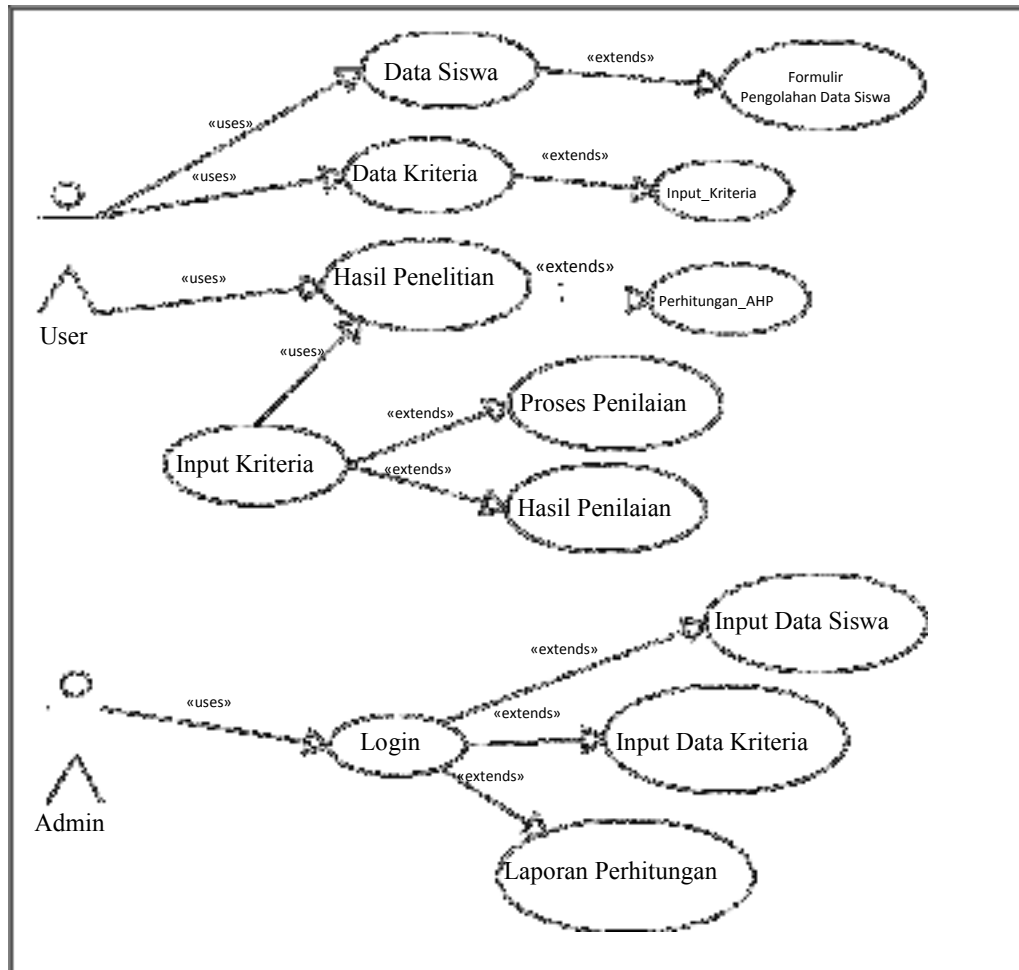 Data Siswa
«extends»
Formulir
Pengolahan Data Siswa
«uses»
Data Kriteria
«extends»
Input_Kriteria
«uses»
Hasil Penelitian
«extends»
Perhitungan_AHP
«uses»
User
«uses»
Input Kriteria
«extends»
Proses Penilaian
«extends»
Hasil Penilaian
Input Data Siswa
«extends»
«uses»
Login
«extends»
Input Data Kriteria
«extends»
Admin
Laporan Perhitungan